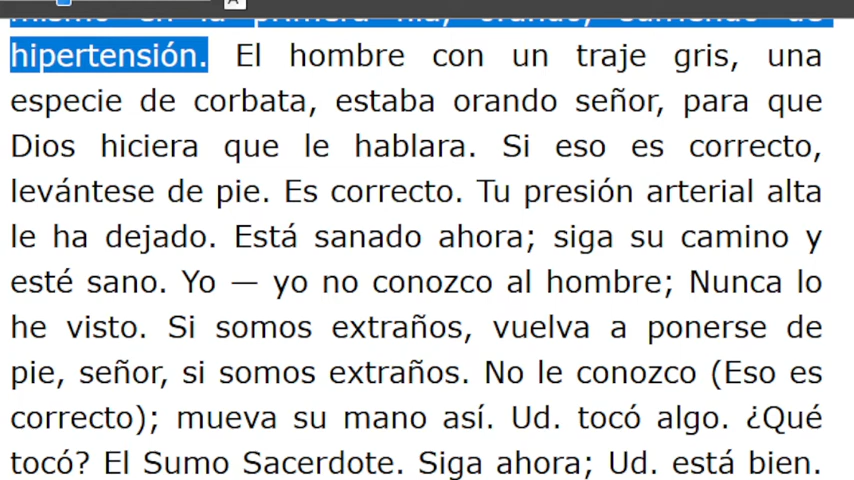 hipertensión. El hombre con un traje gris, una
especie de corbata, estaba orando señor, para que
Dios hiciera que le hablara. Si eso es correcto,
levántese de pie. Es correcto. Tu presión arterial alta
le ha dejado. Está sanado ahora; siga su camino y
esté sano. Yo — yo no conozco al hombre; Nunca lo
he visto. Si somos extraños, vuelva a ponerse de
pie, señor, si somos extraños. No le conozco (Eso es
correcto); mueva su mano así. Ud. tocó algo. ¿Qué
tocó? El Sumo Sacerdote. Siga ahora; Ud. está bien.